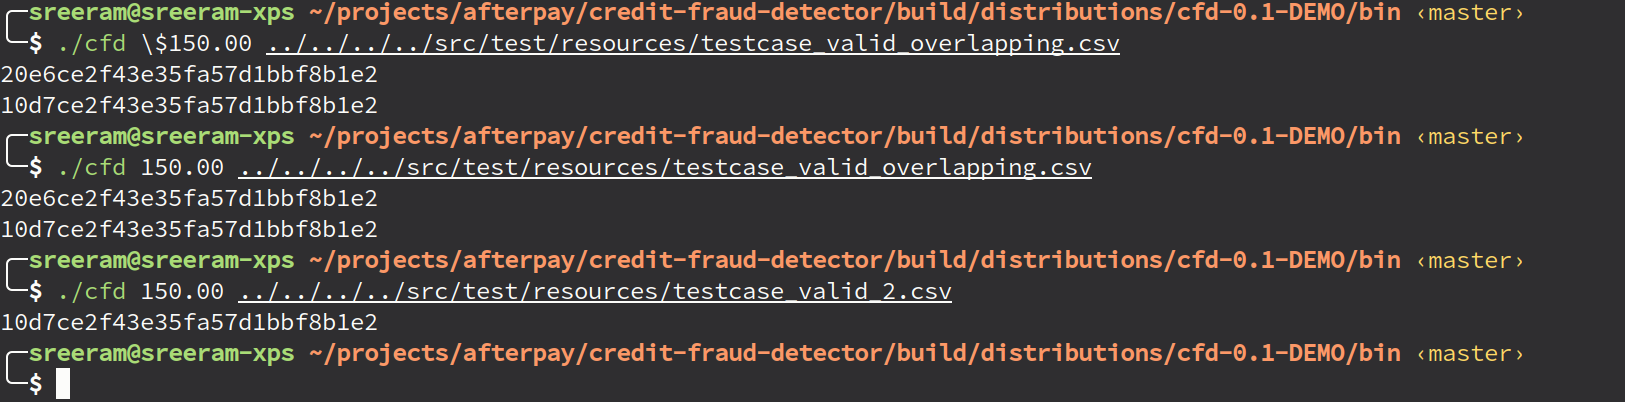 sreeram@sreeram-xps ~/projects/afterpay/credit-fraud-detector/build/distributions/cfd-0.1-DEMO/bin ‹master›
$ ./cfd \$150.00 ../../../../src/test/resources/testcase_valid_overlapping.csv
20e6ce2f43e35fa57d1bbf8b1e2
10d7ce2f43e35fa57d1bbf8b1e2
sreeram@sreeram-xps ~/projects/afterpay/credit-fraud-detector/build/distributions/cfd-0.1-DEMO/bin ‹master›
$ ./cfd 150.00 ../../../../src/test/resources/testcase_valid_overlapping.csv
20e6ce2f43e35fa57d1bbf8b1e2
10d7ce2f43e35fa57d1bbf8b1e2
sreeram@sreeram-xps ~/projects/afterpay/credit-fraud-detector/build/distributions/cfd-0.1-DEMO/bin ‹master›
$ ./cfd 150.00 ../../../../src/test/resources/testcase_valid_2.csv
10d7ce2f43e35fa57d1bbf8b1e2
sreeram@sreeram-xps ~/projects/afterpay/credit-fraud-detector/build/distributions/cfd-0.1-DEMO/bin ‹master›
$